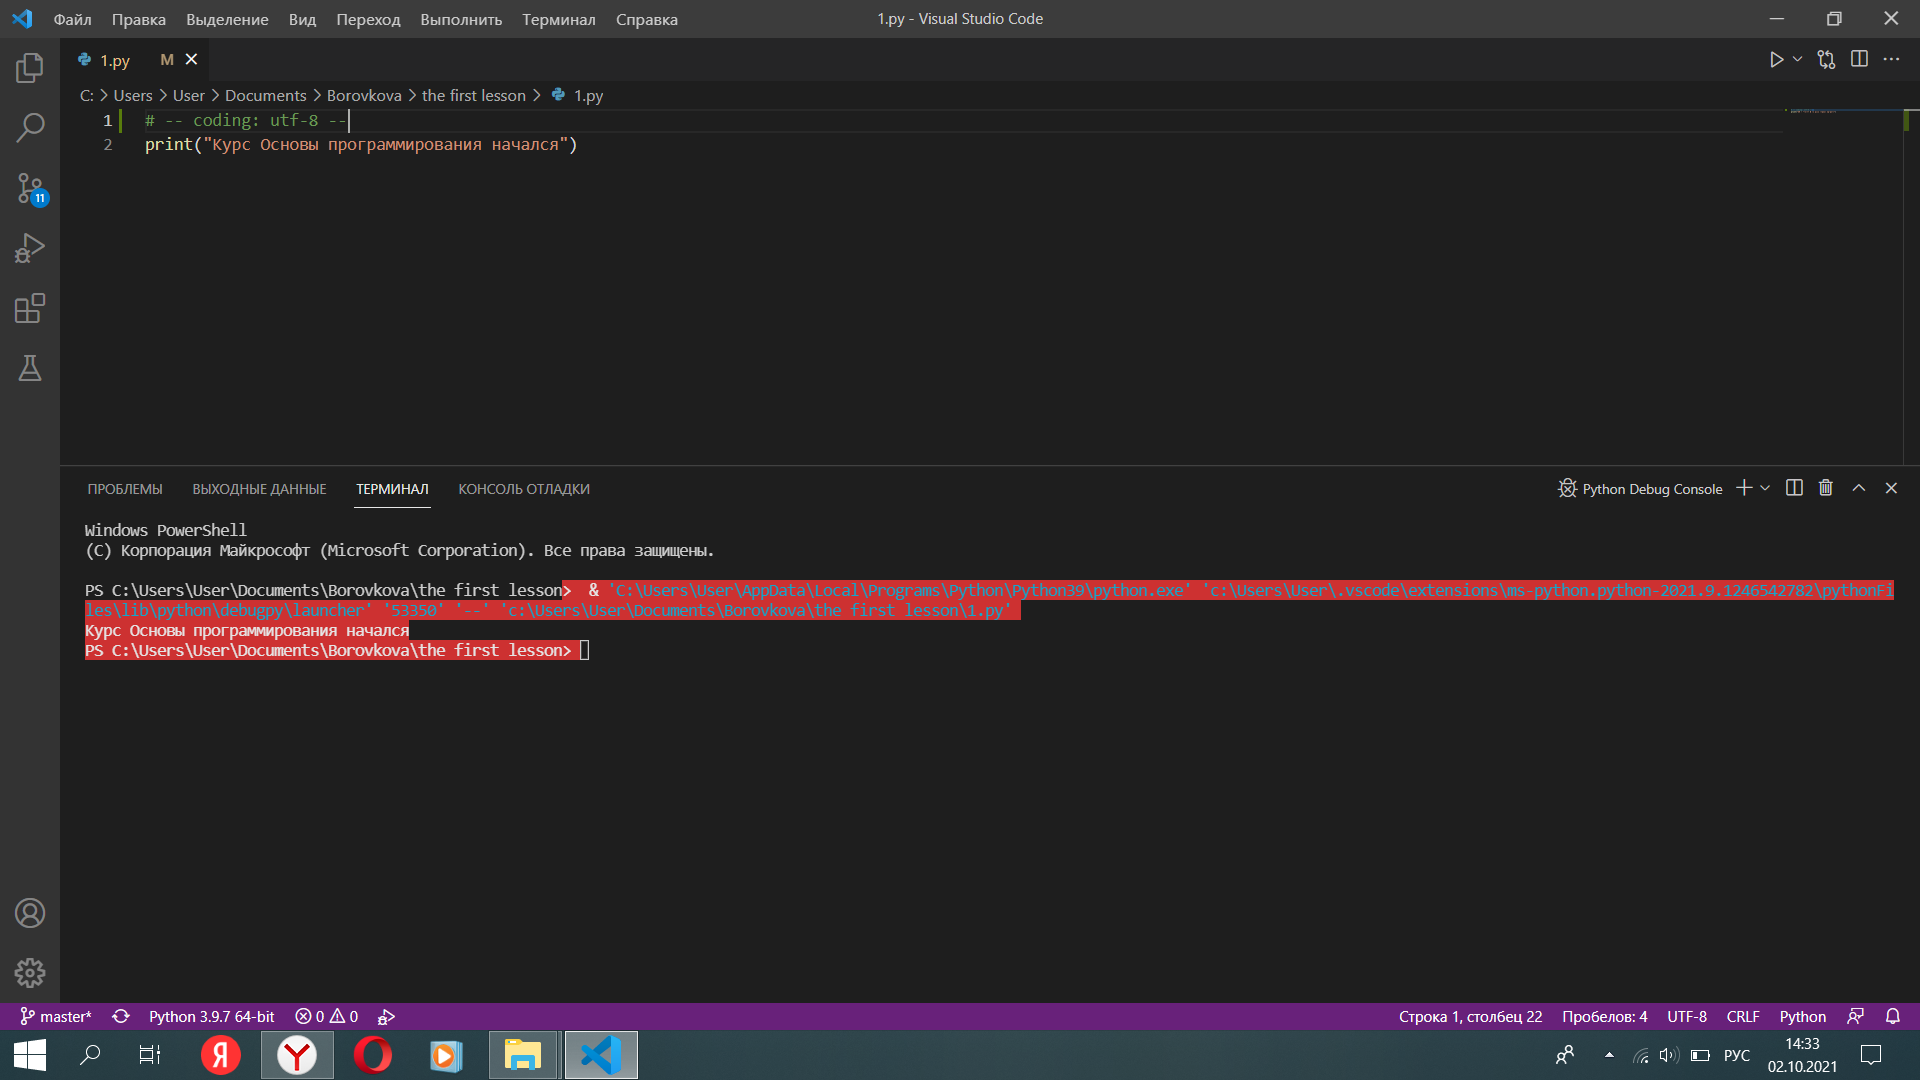 Файл Правка Выделение Вид Переход Выполнить Терминал Справка
1.py - Visual Studio Code
1.py M
C: > Users > User > Documents > Borovkova > the first lesson > 1.py
1 # -- coding: utf-8 --
2 print("Курс Основы программирования начался")
11
ПРОБЛЕМЫ ВЫХОДНЫЕ ДАННЫЕ ТЕРМИНАЛ КОНСОЛЬ ОТЛАДКИ
Python Debug Console
Windows PowerShell
(C) Корпорация Майкрософт (Microsoft Corporation). Все права защищены.
PS C:\Users\User\Documents\Borovkova\the first lesson>  & 'C:\Users\User\AppData\Local\Programs\Python\Python39\python.exe' 'c:\Users\User\.vscode\extensions\ms-python.python-2021.9.1246542782\pythonFi
les\lib\python\debugpy\launcher' '53350' '--' 'c:\Users\User\Documents\Borovkova\the first lesson\1.py'
Курс Основы программирования начался
PS C:\Users\User\Documents\Borovkova\the first lesson>
master* Python 3.9.7 64-bit 0 0
Строка 1, столбец 22 Пробелов: 4 UTF-8 CRLF Python
Я Y
РУС
14:33
02.10.2021